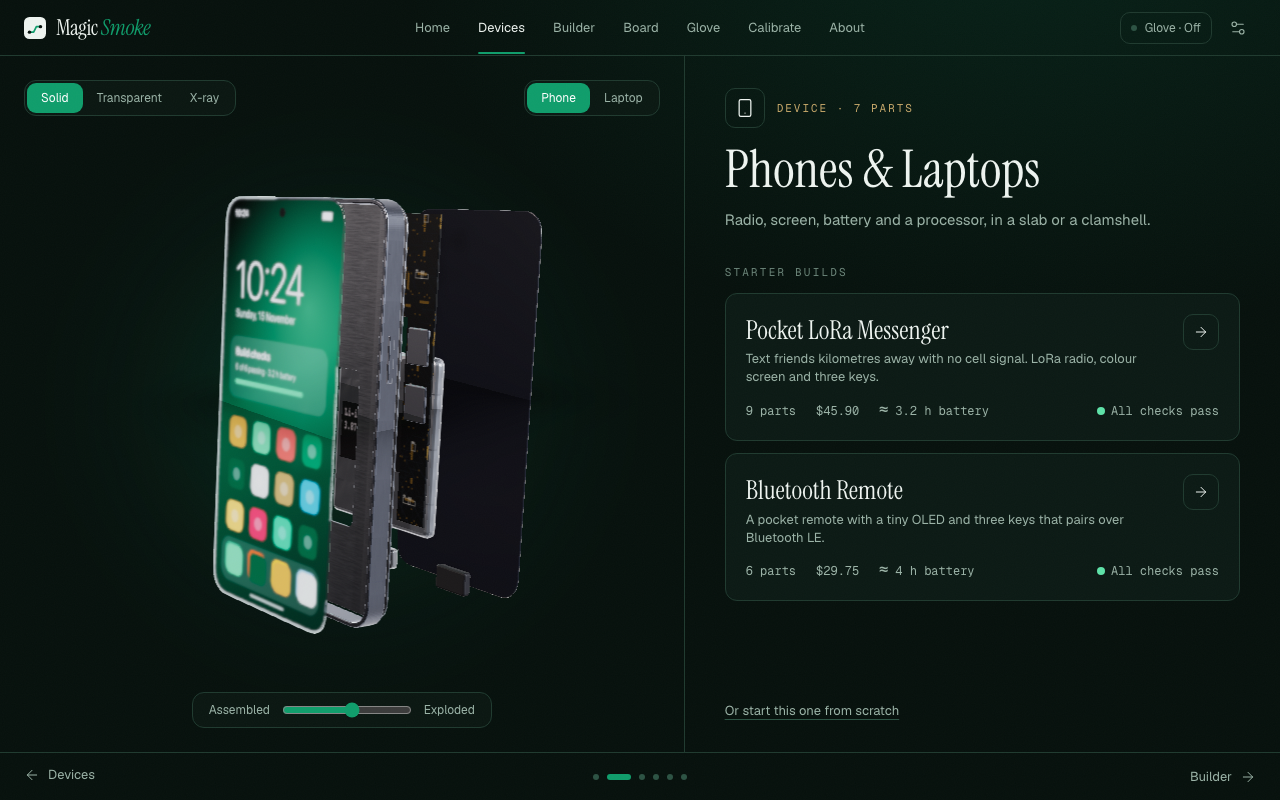 Magic Smoke
Home
Devices
Builder
Board
Glove
Calibrate
About
Glove · Off
Solid
Transparent
X-ray
Phone
Laptop
10:24
Sunday, 15 November
Build checks
Assembled
Exploded
DEVICE · 7 PARTS
Phones & Laptops
Radio, screen, battery and a processor, in a slab or a clamshell.
STARTER BUILDS
Pocket LoRa Messenger
Text friends kilometres away with no cell signal. LoRa radio, colour
screen and three keys.
9 parts $45.90 ≈ 3.2 h battery All checks pass
Bluetooth Remote
A pocket remote with a tiny OLED and three keys that pairs over
Bluetooth LE.
6 parts $29.75 ≈ 4 h battery All checks pass
Or start this one from scratch
Devices
Builder